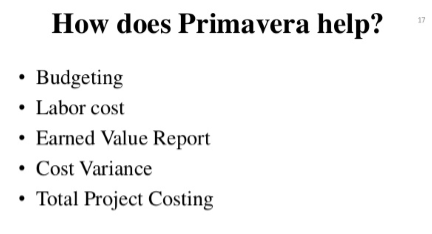 How does Primavera help?
17
• Budgeting
• Labor cost
• Earned Value Report
• Cost Variance
• Total Project Costing